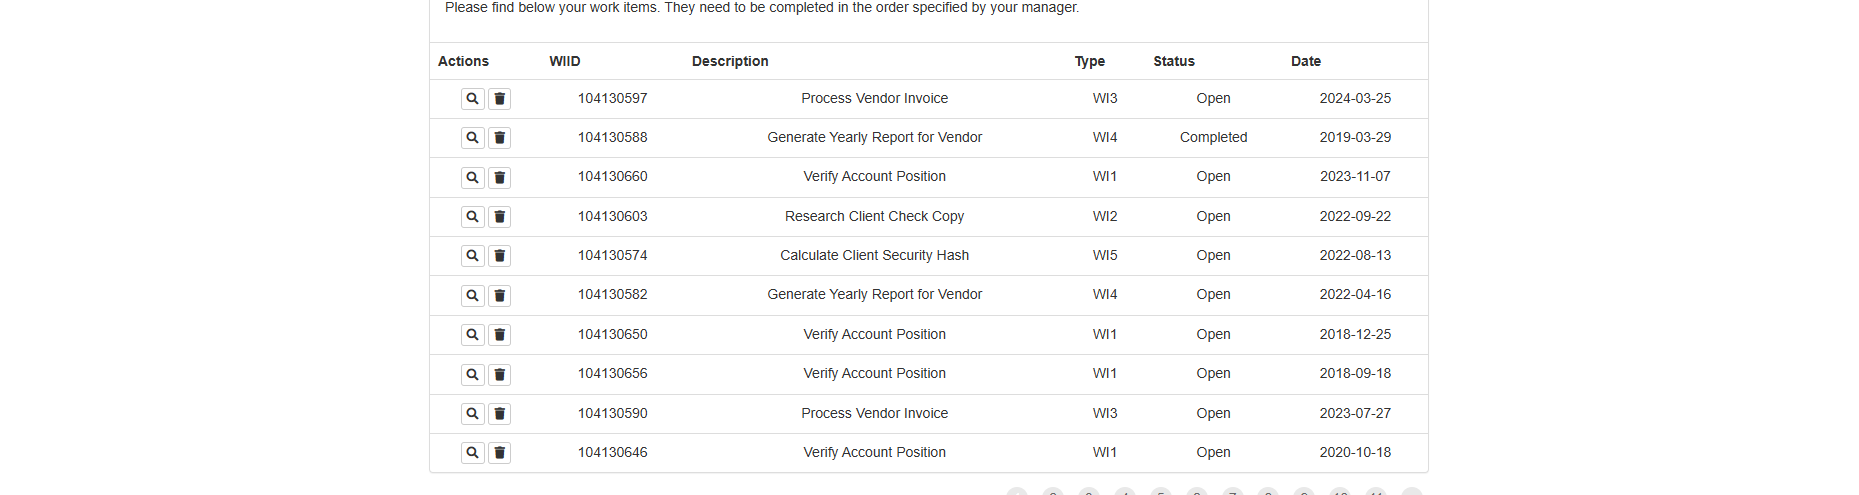 Please find below your work items. They need to be completed in the order specified by your manager.
Actions WIID Description Type Status Date
104130597 Process Vendor Invoice WI3 Open 2024-03-25
104130588 Generate Yearly Report for Vendor WI4 Completed 2019-03-29
104130660 Verify Account Position WI1 Open 2023-11-07
104130603 Research Client Check Copy WI2 Open 2022-09-22
104130574 Calculate Client Security Hash WI5 Open 2022-08-13
104130582 Generate Yearly Report for Vendor WI4 Open 2022-04-16
104130650 Verify Account Position WI1 Open 2018-12-25
104130656 Verify Account Position WI1 Open 2018-09-18
104130590 Process Vendor Invoice WI3 Open 2023-07-27
104130646 Verify Account Position WI1 Open 2020-10-18